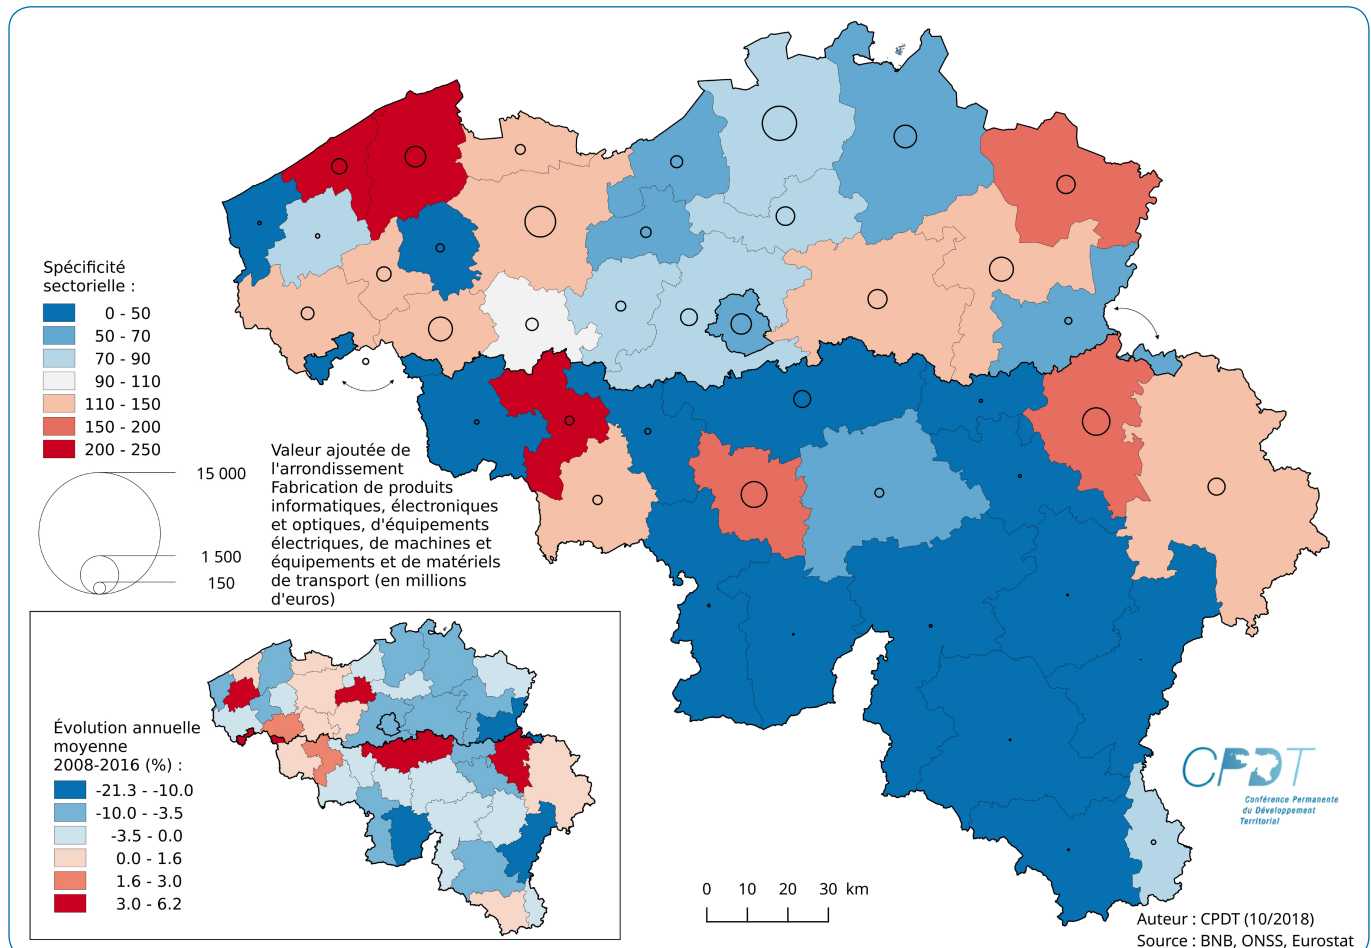 Spécificité
sectorielle :
0 - 50
50 - 70
70 - 90
90 - 110
110 - 150
150 - 200
200 - 250
15 000
1 500
150
Valeur ajoutée de
l'arrondissement
Fabrication de produits
informatiques, électroniques
et optiques, d'équipements
électriques, de machines et
équipements et de matériels
de transport (en millions
d'euros)
Évolution annuelle
moyenne
2008-2016 (%) :
-21.3 - -10.0
-10.0 - -3.5
-3.5 - 0.0
0.0 - 1.6
1.6 - 3.0
3.0 - 6.2
0 10 20 30 km
CPDT
Conférence Permanente
du Développement
Territorial
Auteur : CPDT (10/2018)
Source : BNB, ONSS, Eurostat